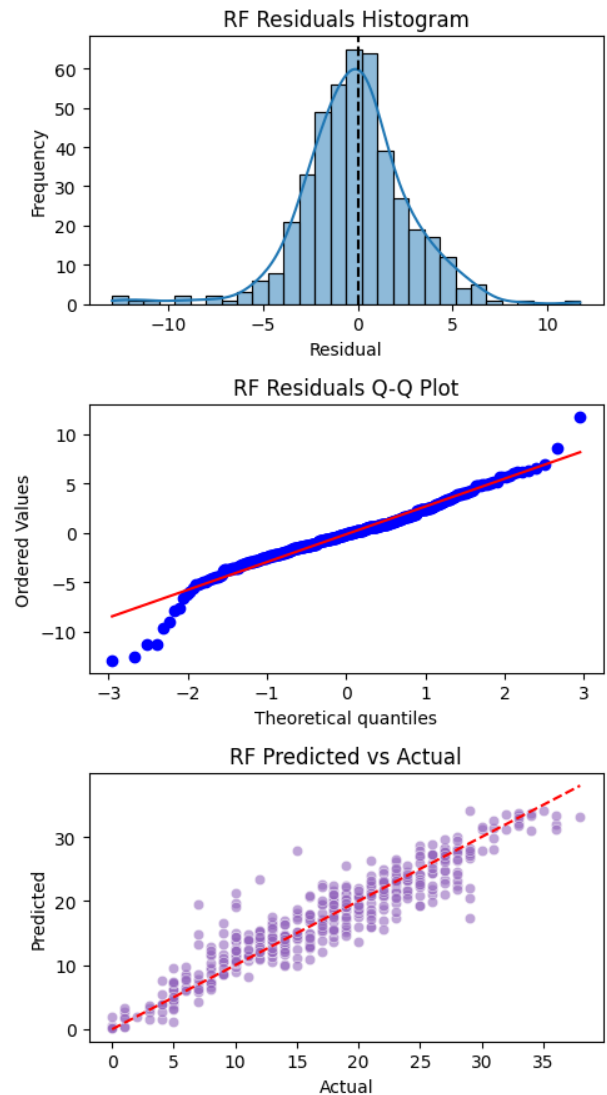 RF Residuals Histogram
60
50
40
30
20
10
0
Frequency
−10 −5 0 5 10
Residual
RF Residuals Q-Q Plot
10
5
0
−5
−10
Ordered Values
−3 −2 −1 0 1 2 3
Theoretical quantiles
RF Predicted vs Actual
30
20
10
0
Predicted
0 5 10 15 20 25 30 35
Actual